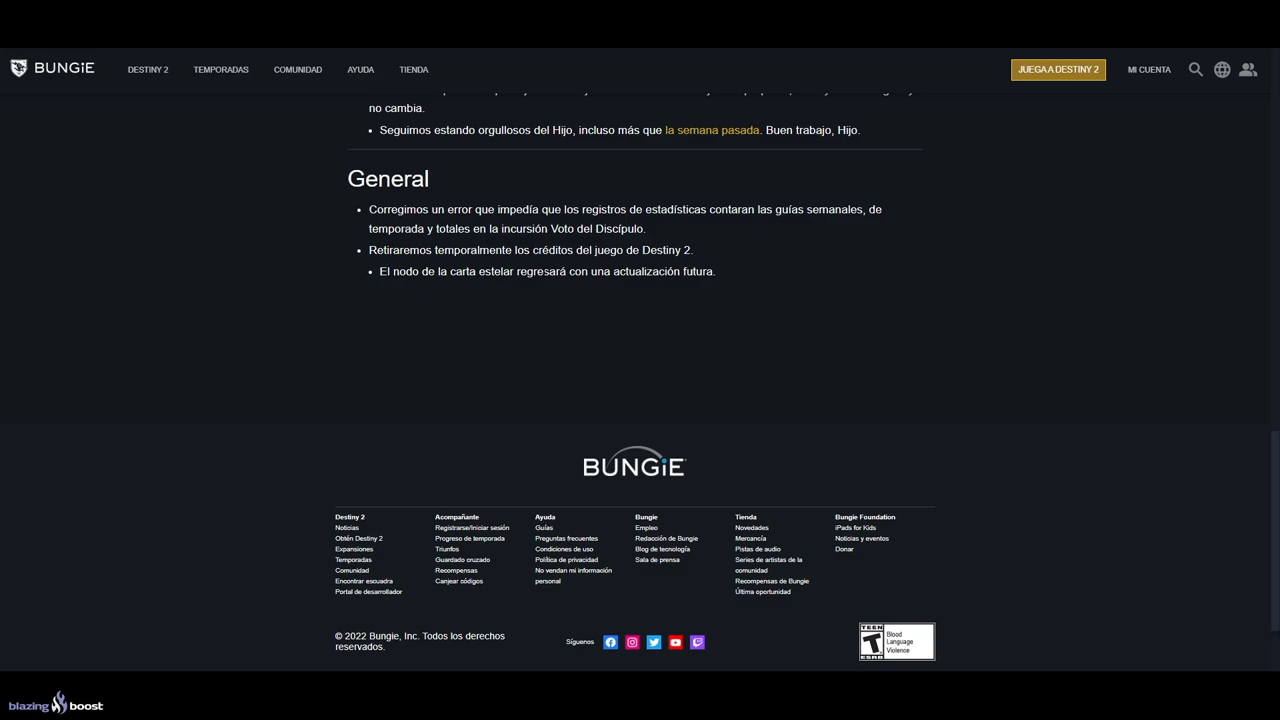 BUNGiE
DESTINY 2
TEMPORADAS
COMUNIDAD
AYUDA
TIENDA
JUEGA A DESTINY 2
MI CUENTA
no cambia.
• Seguimos estando orgullosos del Hijo, incluso más que la semana pasada. Buen trabajo, Hijo.
General
• Corregimos un error que impedía que los registros de estadísticas contaran las guías semanales, de
temporada y totales en la incursión Voto del Discípulo.
• Retiraremos temporalmente los créditos del juego de Destiny 2.
• El nodo de la carta estelar regresará con una actualización futura.
BUNGiE
Destiny 2
Noticias
Obtén Destiny 2
Expansiones
Temporadas
Comunidad
Encontrar escuadra
Portal de desarrollador
Acompañante
Registrarse/Iniciar sesión
Progreso de temporada
Triunfos
Guardado cruzado
Recompensas
Canjear códigos
Ayuda
Guías
Preguntas frecuentes
Condiciones de uso
Política de privacidad
No vendan mi información
personal
Bungie
Empleo
Redacción de Bungie
Blog de tecnología
Sala de prensa
Tienda
Novedades
Mercancía
Pistas de audio
Series de artistas de la
comunidad
Recompensas de Bungie
Última oportunidad
Bungie Foundation
iPads for Kids
Noticias y eventos
Donar
© 2022 Bungie, Inc. Todos los derechos
reservados.
Síguenos
TEEN
T
ESRB
Blood
Language
Violence
blazing boost